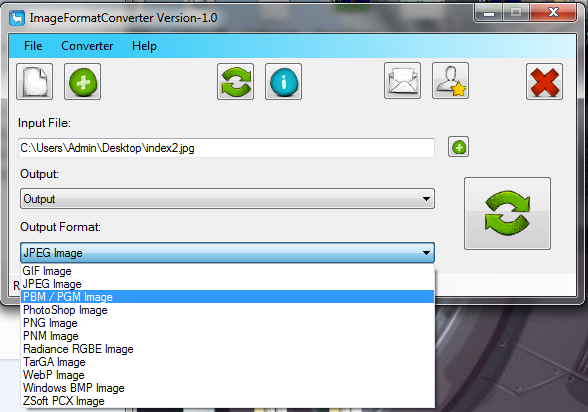 ImageFormatConverter Version-1.0
File Converter Help
Input File:
C:\Users\Admin\Desktop\index2.jpg
Output:
Output
Output Format:
JPEG Image
GIF Image
JPEG Image
PBM / PGM Image
PhotoShop Image
PNG Image
PNM Image
Radiance RGBE Image
TarGA Image
WebP Image
Windows BMP Image
ZSoft PCX Image